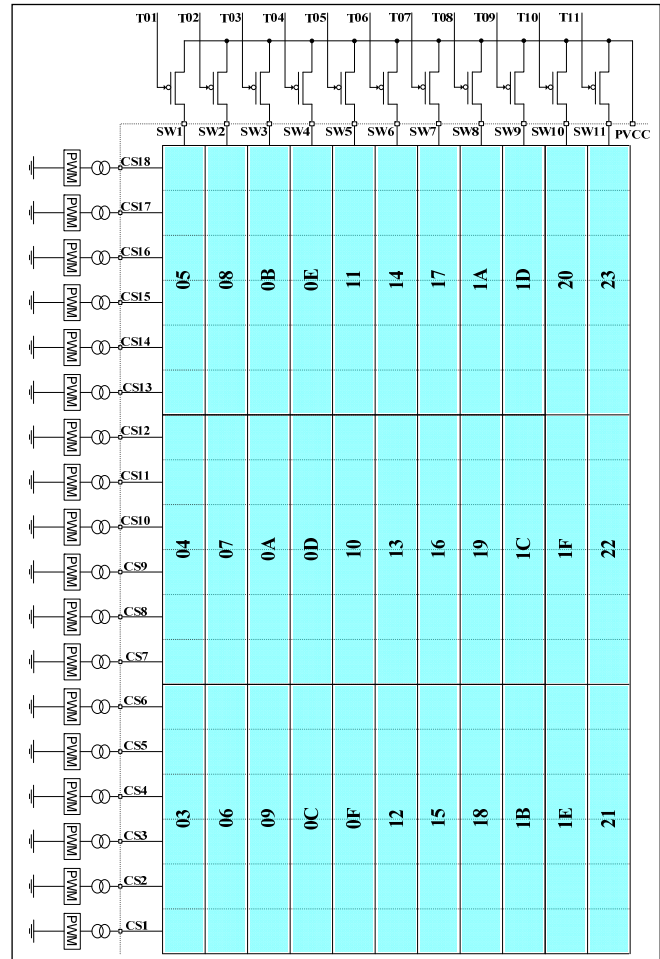 T01 T02 T03 T04 T05 T06 T07 T08 T09 T10 T11
SW1 SW2 SW3 SW4 SW5 SW6 SW7 SW8 SW9 SW10 SW11 PVCC
PWM CS18
PWM CS17
PWM CS16
05 08 0B 0E 11 14 17 1A 1D 20 23
PWM CS15
PWM CS14
PWM CS13
PWM CS12
PWM CS11
PWM CS10
04 07 0A 0D 10 13 16 19 1C 1F 22
PWM CS9
PWM CS8
PWM CS7
PWM CS6
PWM CS5
PWM CS4
03 06 09 0C 0F 12 15 18 1B 1E 21
PWM CS3
PWM CS2
PWM CS1